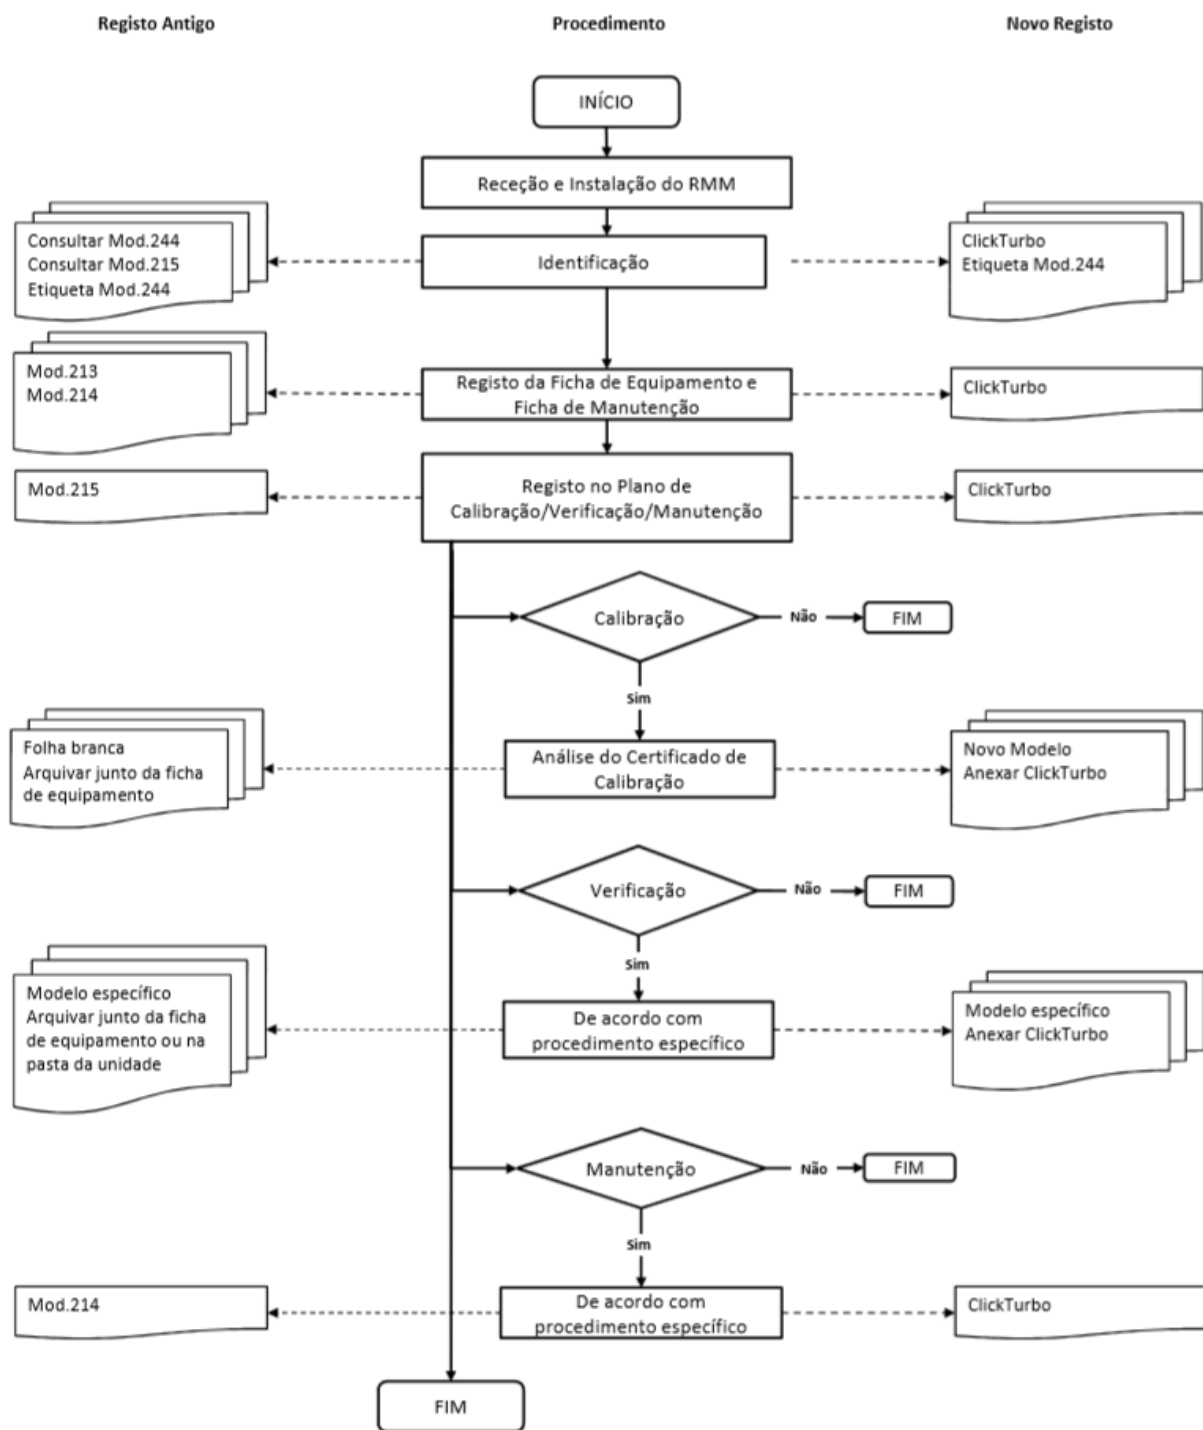 Registo Antigo
Procedimento
Novo Registo
INÍCIO
Receção e Instalação do RMM
Consultar Mod.244
Consultar Mod.215
Etiqueta Mod.244
Identificação
ClickTurbo
Etiqueta Mod.244
Mod.213
Mod.214
Registo da Ficha de Equipamento e
Ficha de Manutenção
ClickTurbo
Mod.215
Registo no Plano de
Calibração/Verificação/Manutenção
ClickTurbo
Calibração
Não
FIM
Sim
Folha branca
Arquivar junto da ficha
de equipamento
Análise do Certificado de
Calibração
Novo Modelo
Anexar ClickTurbo
Verificação
Não
FIM
Sim
Modelo específico
Arquivar junto da ficha
de equipamento ou na
pasta da unidade
De acordo com
procedimento específico
Modelo específico
Anexar ClickTurbo
Manutenção
Não
FIM
Sim
Mod.214
De acordo com
procedimento específico
ClickTurbo
FIM